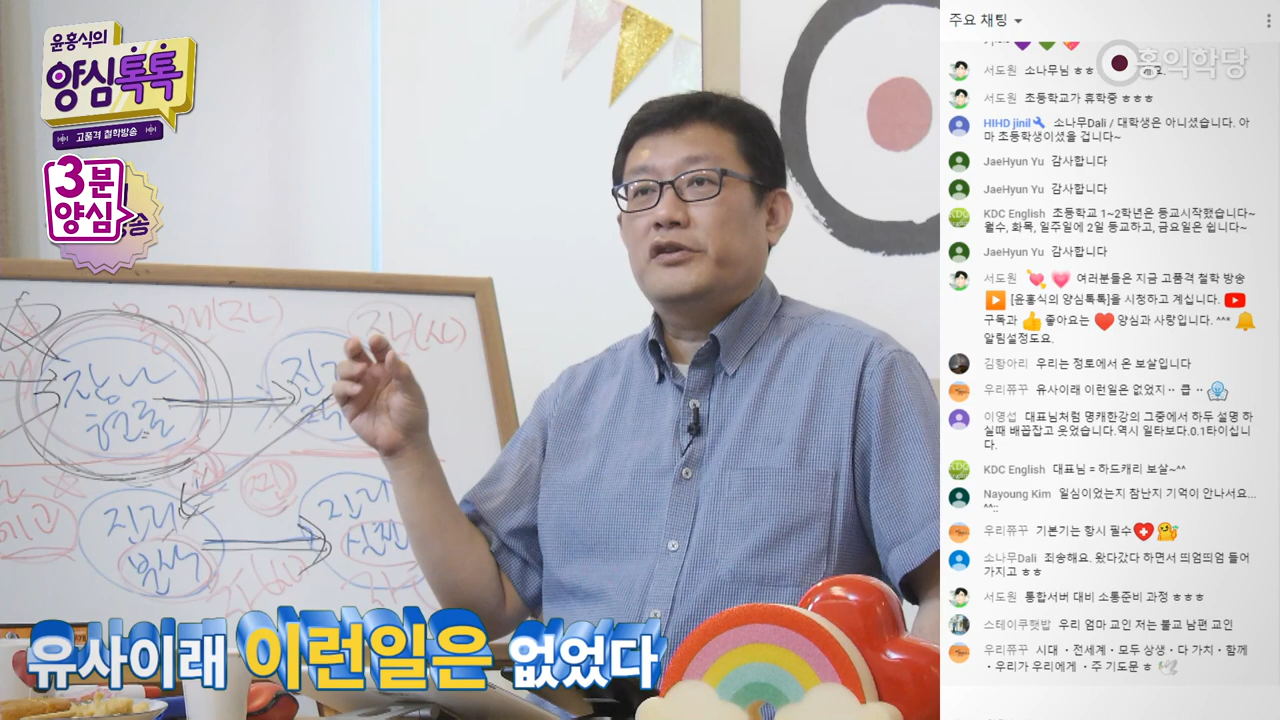 윤홍식의
양심톡톡
고품격 철학방송
3분
양심
유사이래 이런일은 없었다
진리
분석
진리
실천
주요 채팅
홍익학당
서도원 소나무님 ㅎㅎ
서도원 초등학교가 휴학중 ㅎㅎㅎ
HIHD jinil 소나무Dali / 대학생은 아니셨습니다. 아
마 초등학생이셨을 겁니다~
JaeHyun Yu 감사합니다
JaeHyun Yu 감사합니다
KDC English 초등학교 1~2학년은 등교시작했습니다~
월수, 화목, 일주일에 2일 등교하고, 금요일은 쉽니다~
JaeHyun Yu 감사합니다
서도원 💘 💗 여러분들은 지금 고품격 철학 방송
▶️ [윤홍식의 양심톡톡]을 시청하고 계십니다.
구독과 👍 좋아요는 ❤️ 양심과 사랑입니다. ^^* 🔔
알림설정도요.
김황아리 우리는 정토에서 온 보살입니다
우리쮸꾸 유사이래 이런일은 없었지·· 큽 ··
이영섭 대표님처럼 명캐한강의 그중에서 하두 설명 하
실때 배꼽잡고 웃었습니다.역시 일타보다.0.1타이십니
다.
KDC English 대표님 = 하드캐리 보살~^^
Nayoung Kim 일심이었는지 참난지 기억이 안나서요...
^^;;
우리쮸꾸 기본기는 항시 필수
소나무Dali 죄송해요. 왔다갔다 하면서 띄엄띄엄 들어
가지고 ㅎㅎ
서도원 통합서버 대비 소통준비 과정 ㅎㅎㅎ
스테이쿠햇밥 우리 엄마 교인 저는 불교 남편 교인
우리쮸꾸 시대 · 전세계 · 모두 상생 · 다 가치 · 함께
· 우리가 우리에게 · 주 기도문 ㅎ 🕊️